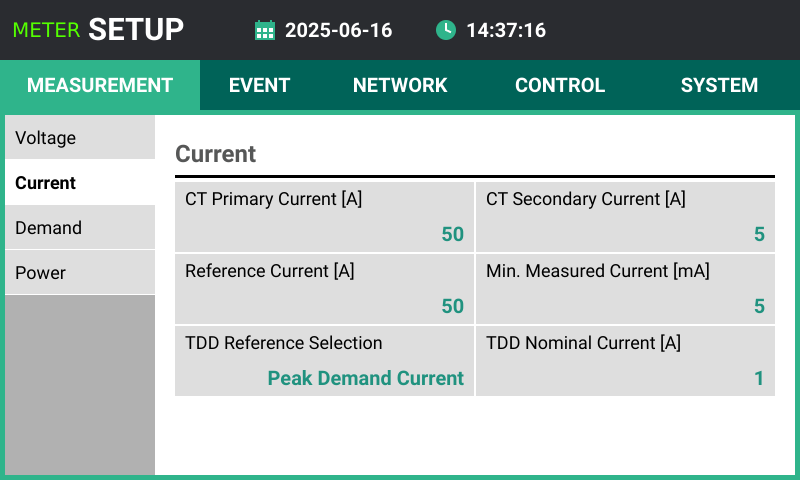 METER SETUP 2025-06-16 14:37:16
MEASUREMENT EVENT NETWORK CONTROL SYSTEM
Voltage
Current
Demand
Power
Current
CT Primary Current [A]
50
CT Secondary Current [A]
5
Reference Current [A]
50
Min. Measured Current [mA]
5
TDD Reference Selection
Peak Demand Current
TDD Nominal Current [A]
1